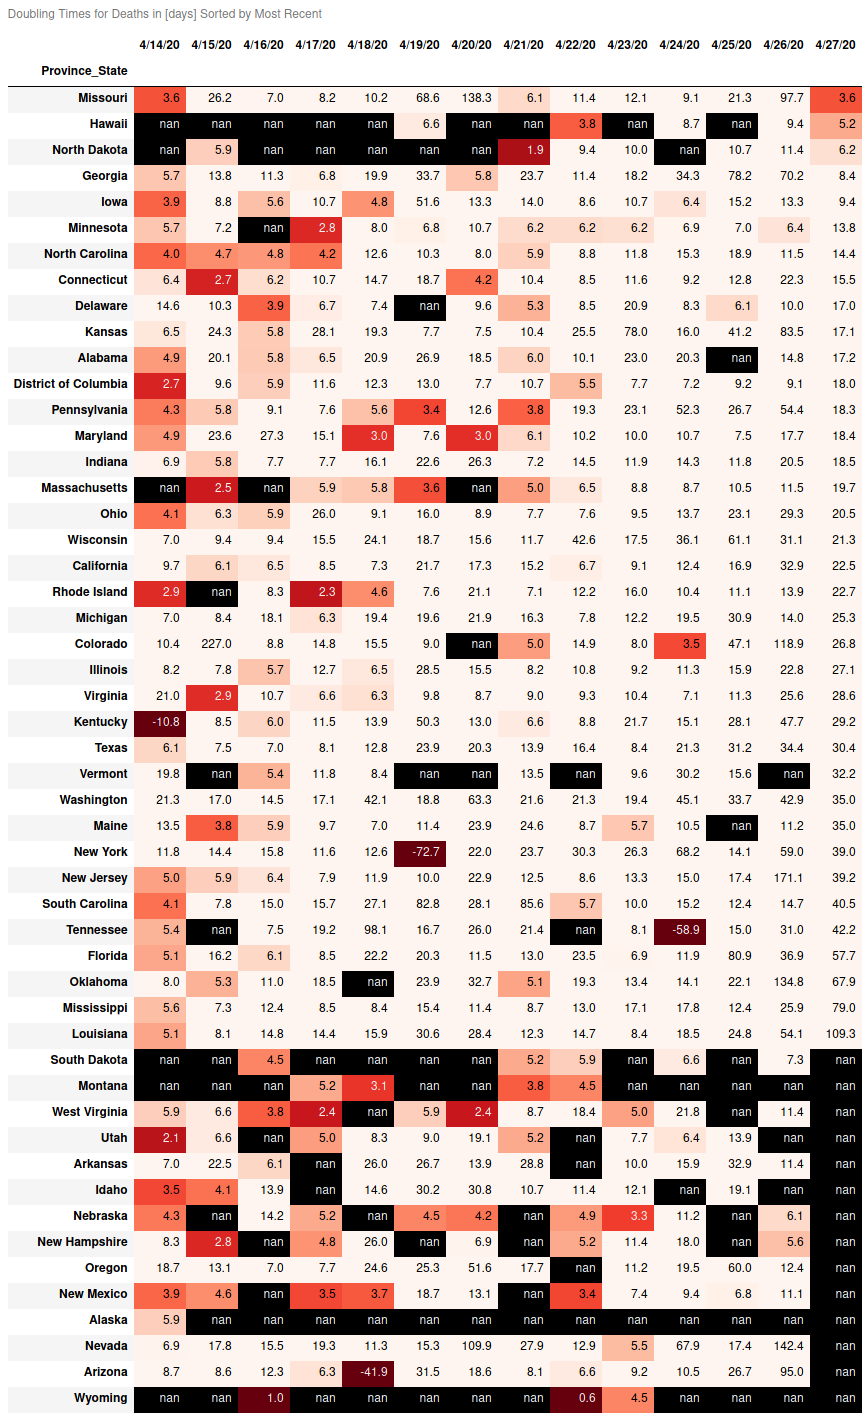 Doubling Times for Deaths in [days] Sorted by Most Recent
4/14/20 4/15/20 4/16/20 4/17/20 4/18/20 4/19/20 4/20/20 4/21/20 4/22/20 4/23/20 4/24/20 4/25/20 4/26/20 4/27/20
Province_State
Missouri 3.6 26.2 7.0 8.2 10.2 68.6 138.3 6.1 11.4 12.1 9.1 21.3 97.7 3.6
Hawaii nan nan nan nan nan 6.6 nan nan 3.8 nan 8.7 nan 9.4 5.2
North Dakota nan 5.9 nan nan nan nan nan 1.9 9.4 10.0 nan 10.7 11.4 6.2
Georgia 5.7 13.8 11.3 6.8 19.9 33.7 5.8 23.7 11.4 18.2 34.3 78.2 70.2 8.4
Iowa 3.9 8.8 5.6 10.7 4.8 51.6 13.3 14.0 8.6 10.7 6.4 15.2 13.3 9.4
Minnesota 5.7 7.2 nan 2.8 8.0 6.8 10.7 6.2 6.2 6.2 6.9 7.0 6.4 13.8
North Carolina 4.0 4.7 4.8 4.2 12.6 10.3 8.0 5.9 8.8 11.8 15.3 18.9 11.5 14.4
Connecticut 6.4 2.7 6.2 10.7 14.7 18.7 4.2 10.4 8.5 11.6 9.2 12.8 22.3 15.5
Delaware 14.6 10.3 3.9 6.7 7.4 nan 9.6 5.3 8.5 20.9 8.3 6.1 10.0 17.0
Kansas 6.5 24.3 5.8 28.1 19.3 7.7 7.5 10.4 25.5 78.0 16.0 41.2 83.5 17.1
Alabama 4.9 20.1 5.8 6.5 20.9 26.9 18.5 6.0 10.1 23.0 20.3 nan 14.8 17.2
District of Columbia 2.7 9.6 5.9 11.6 12.3 13.0 7.7 10.7 5.5 7.7 7.2 9.2 9.1 18.0
Pennsylvania 4.3 5.8 9.1 7.6 5.6 3.4 12.6 3.8 19.3 23.1 52.3 26.7 54.4 18.3
Maryland 4.9 23.6 27.3 15.1 3.0 7.6 3.0 6.1 10.2 10.0 10.7 7.5 17.7 18.4
Indiana 6.9 5.8 7.7 7.7 16.1 22.6 26.3 7.2 14.5 11.9 14.3 11.8 20.5 18.5
Massachusetts nan 2.5 nan 5.9 5.8 3.6 nan 5.0 6.5 8.8 8.7 10.5 11.5 19.7
Ohio 4.1 6.3 5.9 26.0 9.1 16.0 8.9 7.7 7.6 9.5 13.7 23.1 29.3 20.5
Wisconsin 7.0 9.4 9.4 15.5 24.1 18.7 15.6 11.7 42.6 17.5 36.1 61.1 31.1 21.3
California 9.7 6.1 6.5 8.5 7.3 21.7 17.3 15.2 6.7 9.1 12.4 16.9 32.9 22.5
Rhode Island 2.9 nan 8.3 2.3 4.6 7.6 21.1 7.1 12.2 16.0 10.4 11.1 13.9 22.7
Michigan 7.0 8.4 18.1 6.3 19.4 19.6 21.9 16.3 7.8 12.2 19.5 30.9 14.0 25.3
Colorado 10.4 227.0 8.8 14.8 15.5 9.0 nan 5.0 14.9 8.0 3.5 47.1 118.9 26.8
Illinois 8.2 7.8 5.7 12.7 6.5 28.5 15.5 8.2 10.8 9.2 11.3 15.9 22.8 27.1
Virginia 21.0 2.9 10.7 6.6 6.3 9.8 8.7 9.0 9.3 10.4 7.1 11.3 25.6 28.6
Kentucky -10.8 8.5 6.0 11.5 13.9 50.3 13.0 6.6 8.8 21.7 15.1 28.1 47.7 29.2
Texas 6.1 7.5 7.0 8.1 12.8 23.9 20.3 13.9 16.4 8.4 21.3 31.2 34.4 30.4
Vermont 19.8 nan 5.4 11.8 8.4 nan nan 13.5 nan 9.6 30.2 15.6 nan 32.2
Washington 21.3 17.0 14.5 17.1 42.1 18.8 63.3 21.6 21.3 19.4 45.1 33.7 42.9 35.0
Maine 13.5 3.8 5.9 9.7 7.0 11.4 23.9 24.6 8.7 5.7 10.5 nan 11.2 35.0
New York 11.8 14.4 15.8 11.6 12.6 -72.7 22.0 23.7 30.3 26.3 68.2 14.1 59.0 39.0
New Jersey 5.0 5.9 6.4 7.9 11.9 10.0 22.9 12.5 8.6 13.3 15.0 17.4 171.1 39.2
South Carolina 4.1 7.8 15.0 15.7 27.1 82.8 28.1 85.6 5.7 10.0 15.2 12.4 14.7 40.5
Tennessee 5.4 nan 7.5 19.2 98.1 16.7 26.0 21.4 nan 8.1 -58.9 15.0 31.0 42.2
Florida 5.1 16.2 6.1 8.5 22.2 20.3 11.5 13.0 23.5 6.9 11.9 80.9 36.9 57.7
Oklahoma 8.0 5.3 11.0 18.5 nan 23.9 32.7 5.1 19.3 13.4 14.1 22.1 134.8 67.9
Mississippi 5.6 7.3 12.4 8.5 8.4 15.4 11.4 8.7 13.0 17.1 17.8 12.4 25.9 79.0
Louisiana 5.1 8.1 14.8 14.4 15.9 30.6 28.4 12.3 14.7 8.4 18.5 24.8 54.1 109.3
South Dakota nan nan 4.5 nan nan nan nan 5.2 5.9 nan 6.6 nan 7.3 nan
Montana nan nan nan 5.2 3.1 nan nan 3.8 4.5 nan nan nan nan nan
West Virginia 5.9 6.6 3.8 2.4 nan 5.9 2.4 8.7 18.4 5.0 21.8 nan 11.4 nan
Utah 2.1 6.6 nan 5.0 8.3 9.0 19.1 5.2 nan 7.7 6.4 13.9 nan nan
Arkansas 7.0 22.5 6.1 nan 26.0 26.7 13.9 28.8 nan 10.0 15.9 32.9 11.4 nan
Idaho 3.5 4.1 13.9 nan 14.6 30.2 30.8 10.7 11.4 12.1 nan 19.1 nan nan
Nebraska 4.3 nan 14.2 5.2 nan 4.5 4.2 nan 4.9 3.3 11.2 nan 6.1 nan
New Hampshire 8.3 2.8 nan 4.8 26.0 nan 6.9 nan 5.2 11.4 18.0 nan 5.6 nan
Oregon 18.7 13.1 7.0 7.7 24.6 25.3 51.6 17.7 nan 11.2 19.5 60.0 12.4 nan
New Mexico 3.9 4.6 nan 3.5 3.7 18.7 13.1 nan 3.4 7.4 9.4 6.8 11.1 nan
Alaska 5.9 nan nan nan nan nan nan nan nan nan nan nan nan nan
Nevada 6.9 17.8 15.5 19.3 11.3 15.3 109.9 27.9 12.9 5.5 67.9 17.4 142.4 nan
Arizona 8.7 8.6 12.3 6.3 -41.9 31.5 18.6 8.1 6.6 9.2 10.5 26.7 95.0 nan
Wyoming nan nan 1.0 nan nan nan nan nan 0.6 4.5 nan nan nan nan